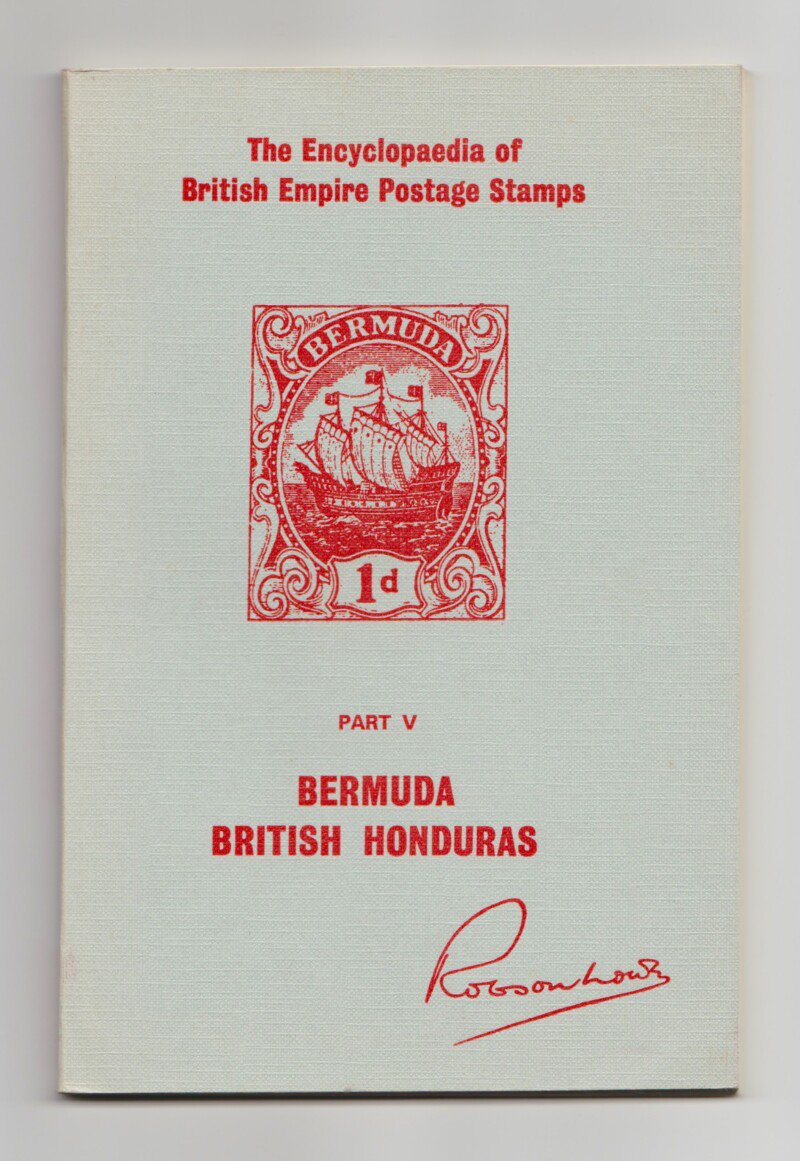 The Encyclopaedia of
British Empire Postage Stamps
BERMUDA
1d
PART V
BERMUDA
BRITISH HONDURAS
Robson Lowe